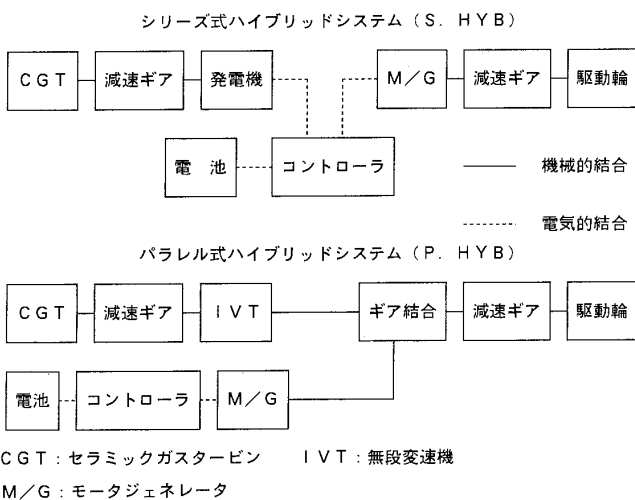 シリーズ式ハイブリッドシステム(S. HYB)
CGT 減速ギア 発電機 M/G 減速ギア 駆動輪
電池 コントローラ 機械的結合
電気的結合
パラレル式ハイブリッドシステム(P. HYB)
CGT 減速ギア IVT ギア結合 減速ギア 駆動輪
電池 コントローラ M/G
CGT:セラミックガスタービン IVT:無段変速機
M/G:モータジェネレータ